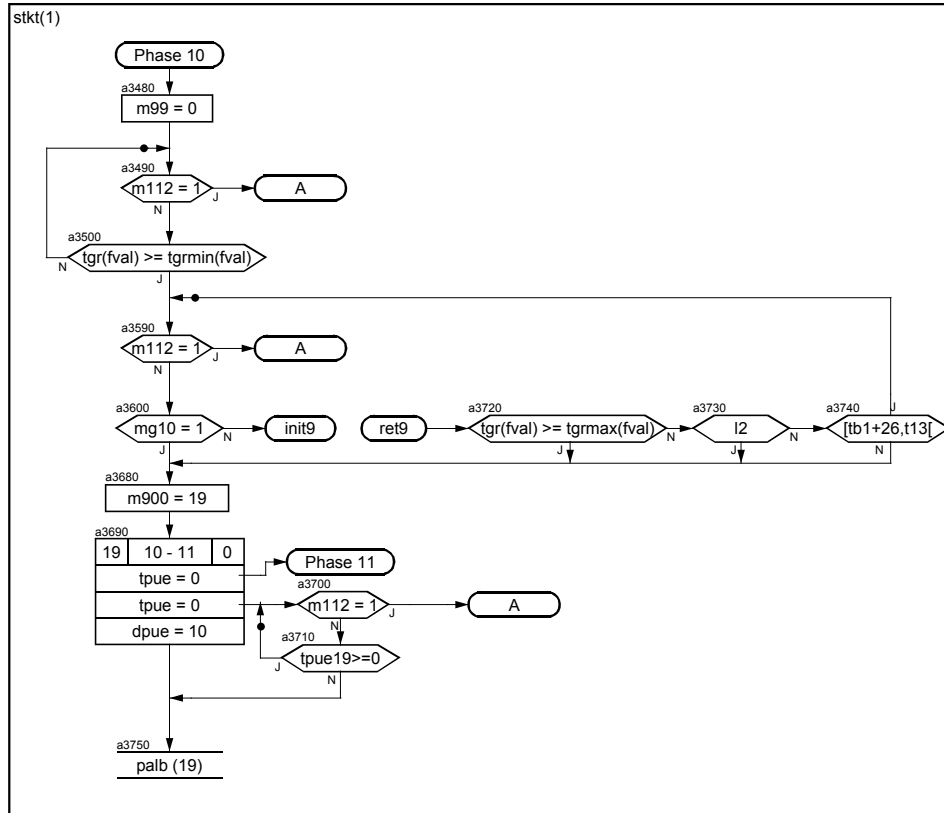 stkt(1)
Phase 10
a3480
m99 = 0
a3490
m112 = 1
J
A
N
a3500
tgr(fval) >= tgrmin(fval)
N
J
a3590
m112 = 1
J
A
N
a3600
mg10 = 1
N
init9
J
ret9
a3720
tgr(fval) >= tgrmax(fval)
N
J
a3730
l2
N
J
a3740
J
[tb1+26,t13[
N
a3680
m900 = 19
a3690
19 10 - 11 0
tpue = 0
Phase 11
tpue = 0
a3700
m112 = 1
J
A
N
dpue = 10
a3710
tpue19>=0
J
N
a3750
palb (19)